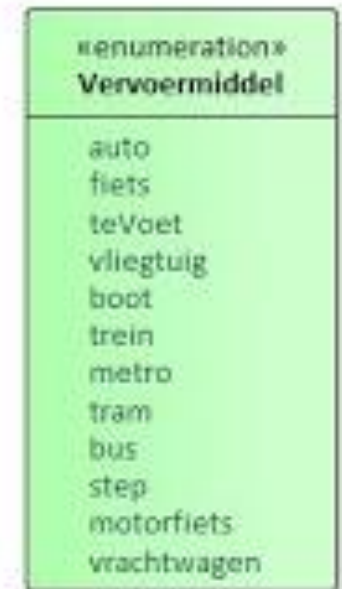 «enumeration»
Vervoermiddel
auto
fiets
teVoet
vliegtuig
boot
trein
metro
tram
bus
step
motorfiets
vrachtwagen